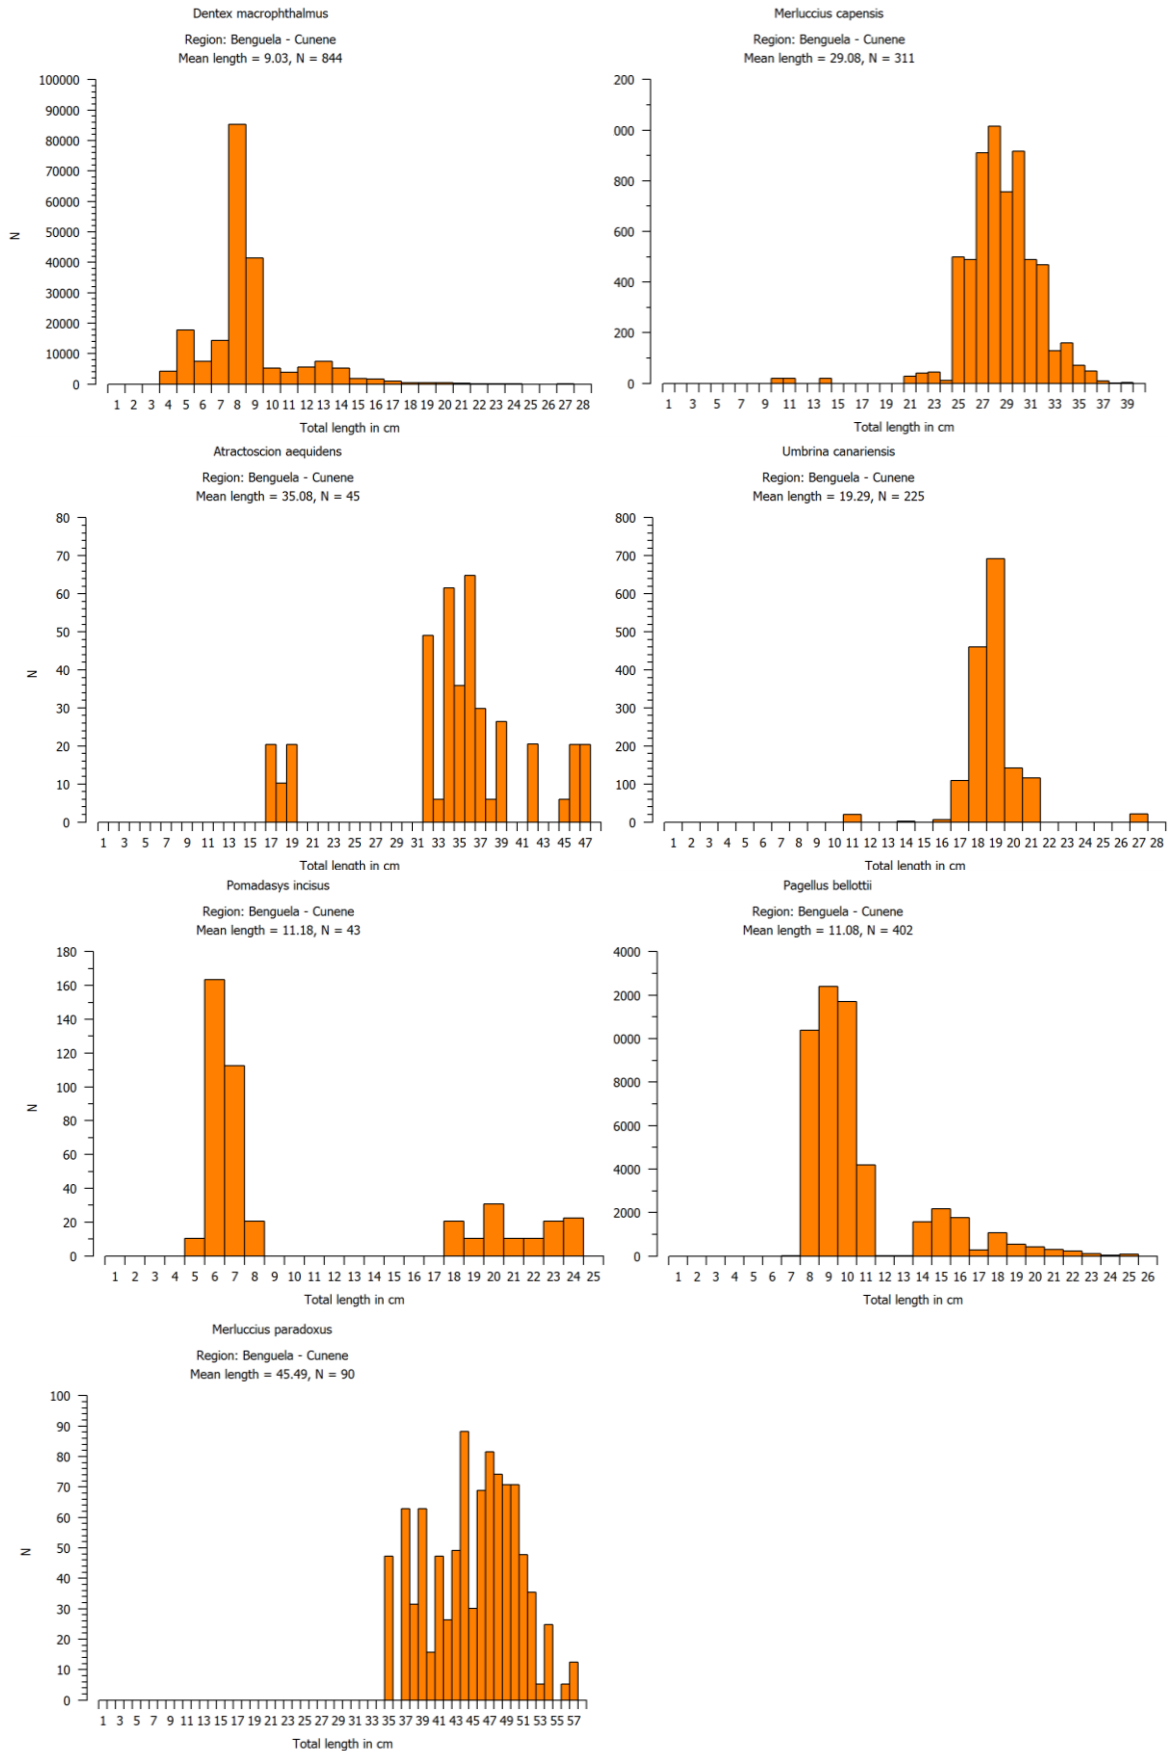 Dentex macrophthalmus
Region: Benguela - Cunene
Mean length = 9.03, N = 844
100000
90000
80000
70000
60000
50000
40000
30000
20000
10000
0
N
1 2 3 4 5 6 7 8 9 10 11 12 13 14 15 16 17 18 19 20 21 22 23 24 25 26 27 28
Total length in cm
Merluccius capensis
Region: Benguela - Cunene
Mean length = 29.08, N = 311
200
000
800
600
400
200
0
1 3 5 7 9 11 13 15 17 19 21 23 25 27 29 31 33 35 37 39
Total length in cm
Atractoscion aequidens
Region: Benguela - Cunene
Mean length = 35.08, N = 45
80
70
60
50
40
30
20
10
0
N
1 3 5 7 9 11 13 15 17 19 21 23 25 27 29 31 33 35 37 39 41 43 45 47
Total length in cm
Umbrina canariensis
Region: Benguela - Cunene
Mean length = 19.29, N = 225
800
700
600
500
400
300
200
100
0
1 2 3 4 5 6 7 8 9 10 11 12 13 14 15 16 17 18 19 20 21 22 23 24 25 26 27 28
Total length in cm
Pomadasys incisus
Region: Benguela - Cunene
Mean length = 11.18, N = 43
180
160
140
120
100
80
60
40
20
0
N
1 2 3 4 5 6 7 8 9 10 11 12 13 14 15 16 17 18 19 20 21 22 23 24 25
Total length in cm
Pagellus bellottii
Region: Benguela - Cunene
Mean length = 11.08, N = 402
4000
2000
0000
8000
6000
4000
2000
0
1 2 3 4 5 6 7 8 9 10 11 12 13 14 15 16 17 18 19 20 21 22 23 24 25 26
Total length in cm
Merluccius paradoxus
Region: Benguela - Cunene
Mean length = 45.49, N = 90
100
90
80
70
60
50
40
30
20
10
0
N
1 3 5 7 9 11 13 15 17 19 21 23 25 27 29 31 33 35 37 39 41 43 45 47 49 51 53 55 57
Total length in cm